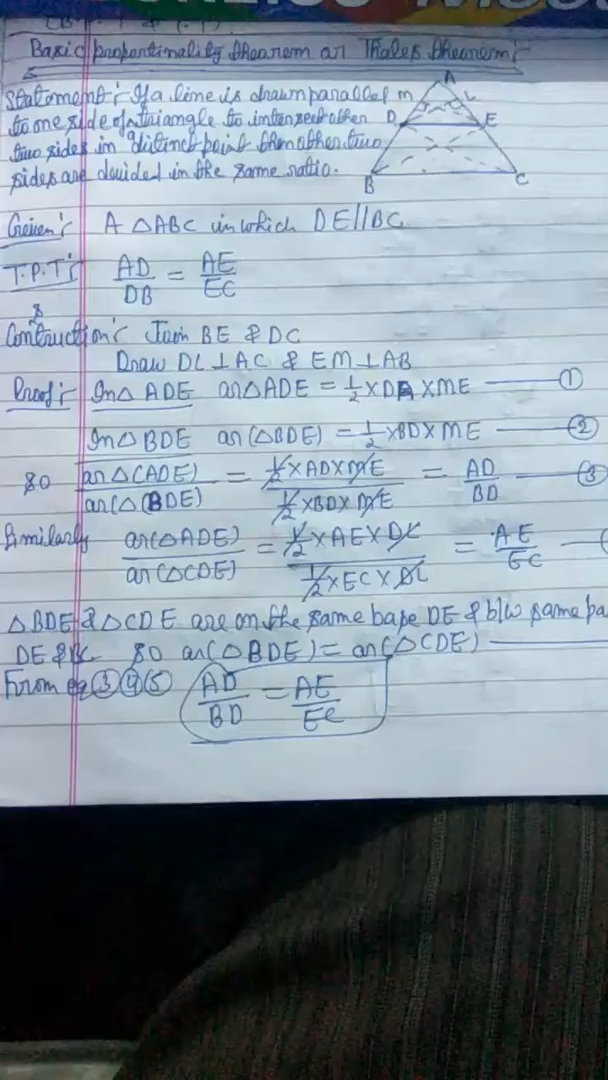 Basic propertionality theorem or Thales theorem :-
Statement :- If a line is drawn parallel
to one side of a triangle to intersect other
two sides in distinct point then other two
sides are devided in the same ratio.
A
M L
D E
B C
Given :- A △ABC in which DE||BC
T.P.T :- AD/DB = AE/EC
Contruction :- Join BE & DC
Draw DL⊥AC & EM⊥AB
Proof :- In△ ADE ar△ADE = 1/2 × DA × ME ——— ①
In△ BDE ar(△BDE) = 1/2 × BD × ME ——— ②
So ar△(ADE)/ar△(BDE) = 1/2 × AD × ME / 1/2 × BD × ME = AD/BD ——— ③
Similarly ar(△ADE)/ar(△CDE) = 1/2 × AE × DL / 1/2 × EC × DL = AE/EC —
△BDE & △CDE are on the same base DE & b/w same pa
DE & BC So ar(△BDE) = ar(△CDE) ———
From eq ③ ④ ⑤ AD/BD = AE/EC